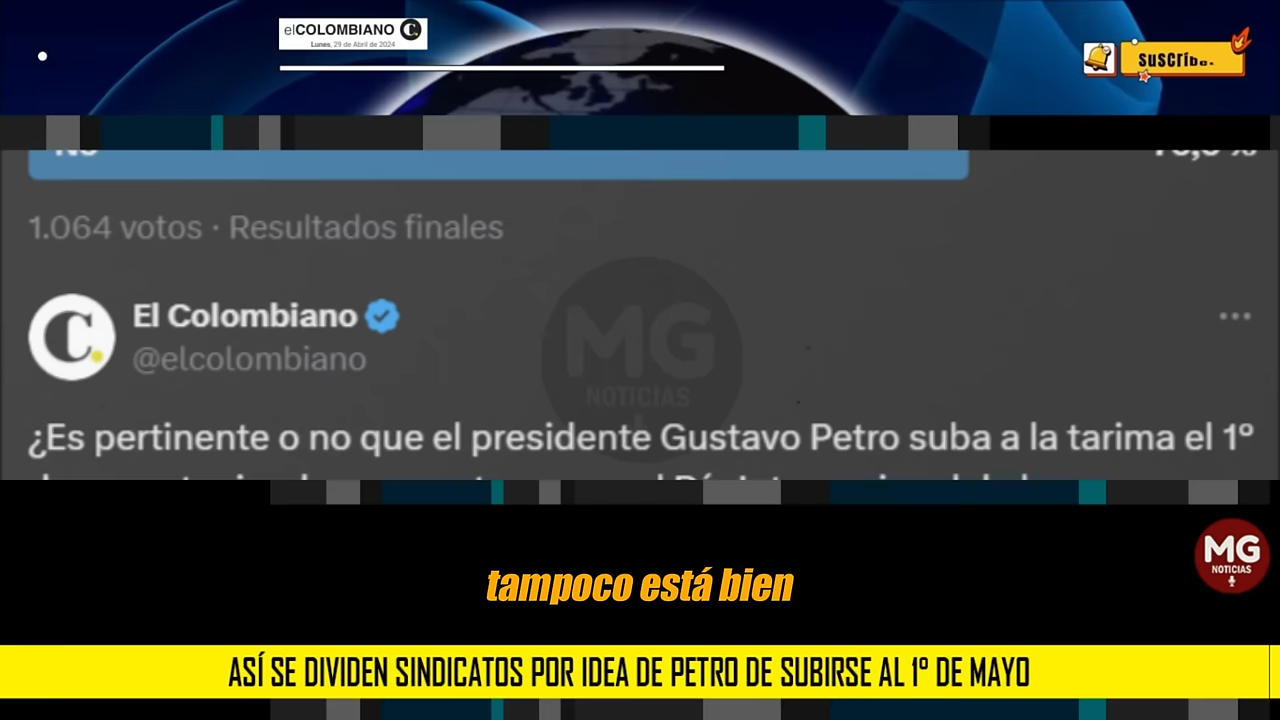 elCOLOMBIANO C
Lunes, 29 de Abril de 2024
suscríbe
No
1.064 votos · Resultados finales
El Colombiano
@elcolombiano
MG
NOTICIAS
¿Es pertinente o no que el presidente Gustavo Petro suba a la tarima el 1º
MG
NOTICIAS
tampoco está bien
ASÍ SE DIVIDEN SINDICATOS POR IDEA DE PETRO DE SUBIRSE AL 1° DE MAYO